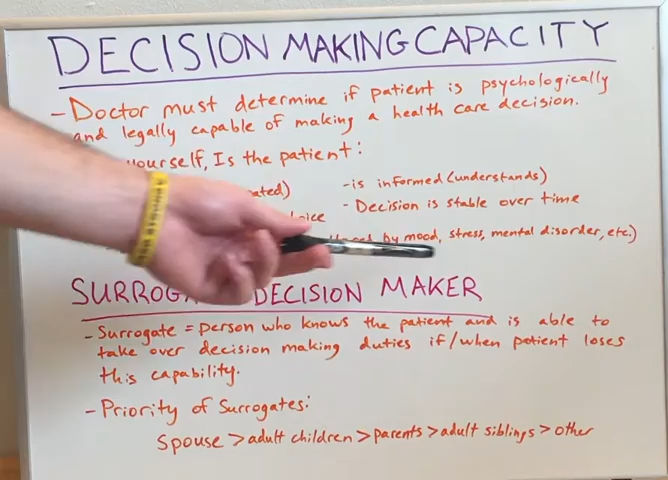 DECISION MAKING CAPACITY
- Doctor must determine if patient is psychologically
and legally capable of making a health care decision.
yourself, Is the patient:
- is informed (understands)
- Decision is stable over time
by mood, stress, mental disorder, etc)
DECISION MAKER
- Surrogate = person who knows the patient and is able to
take over decision making duties if/when patient loses
this capability.
- Priority of Surrogates:
Spouse > adult children > parents > adult siblings > other